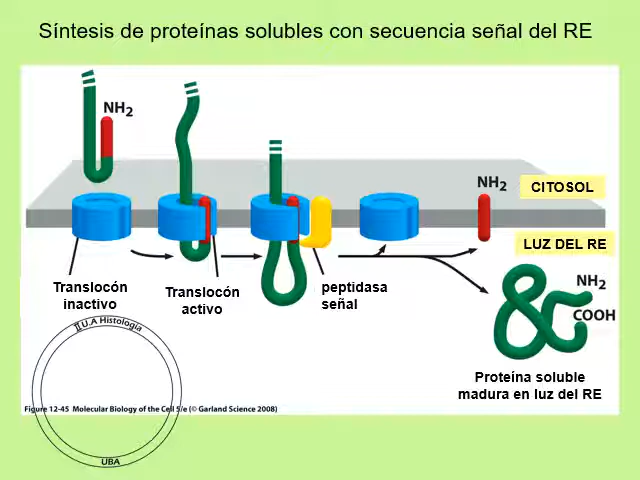 Síntesis de proteínas solubles con secuencia señal del RE
NH2
NH2
CITOSOL
LUZ DEL RE
Translocón
inactivo
Translocón
activo
peptidasa
señal
NH2
COOH
Proteína soluble
madura en luz del RE
II U.A Histología
Figure 12-45 Molecular Biology of the Cell 5/e (© Garland Science 2008)
UBA